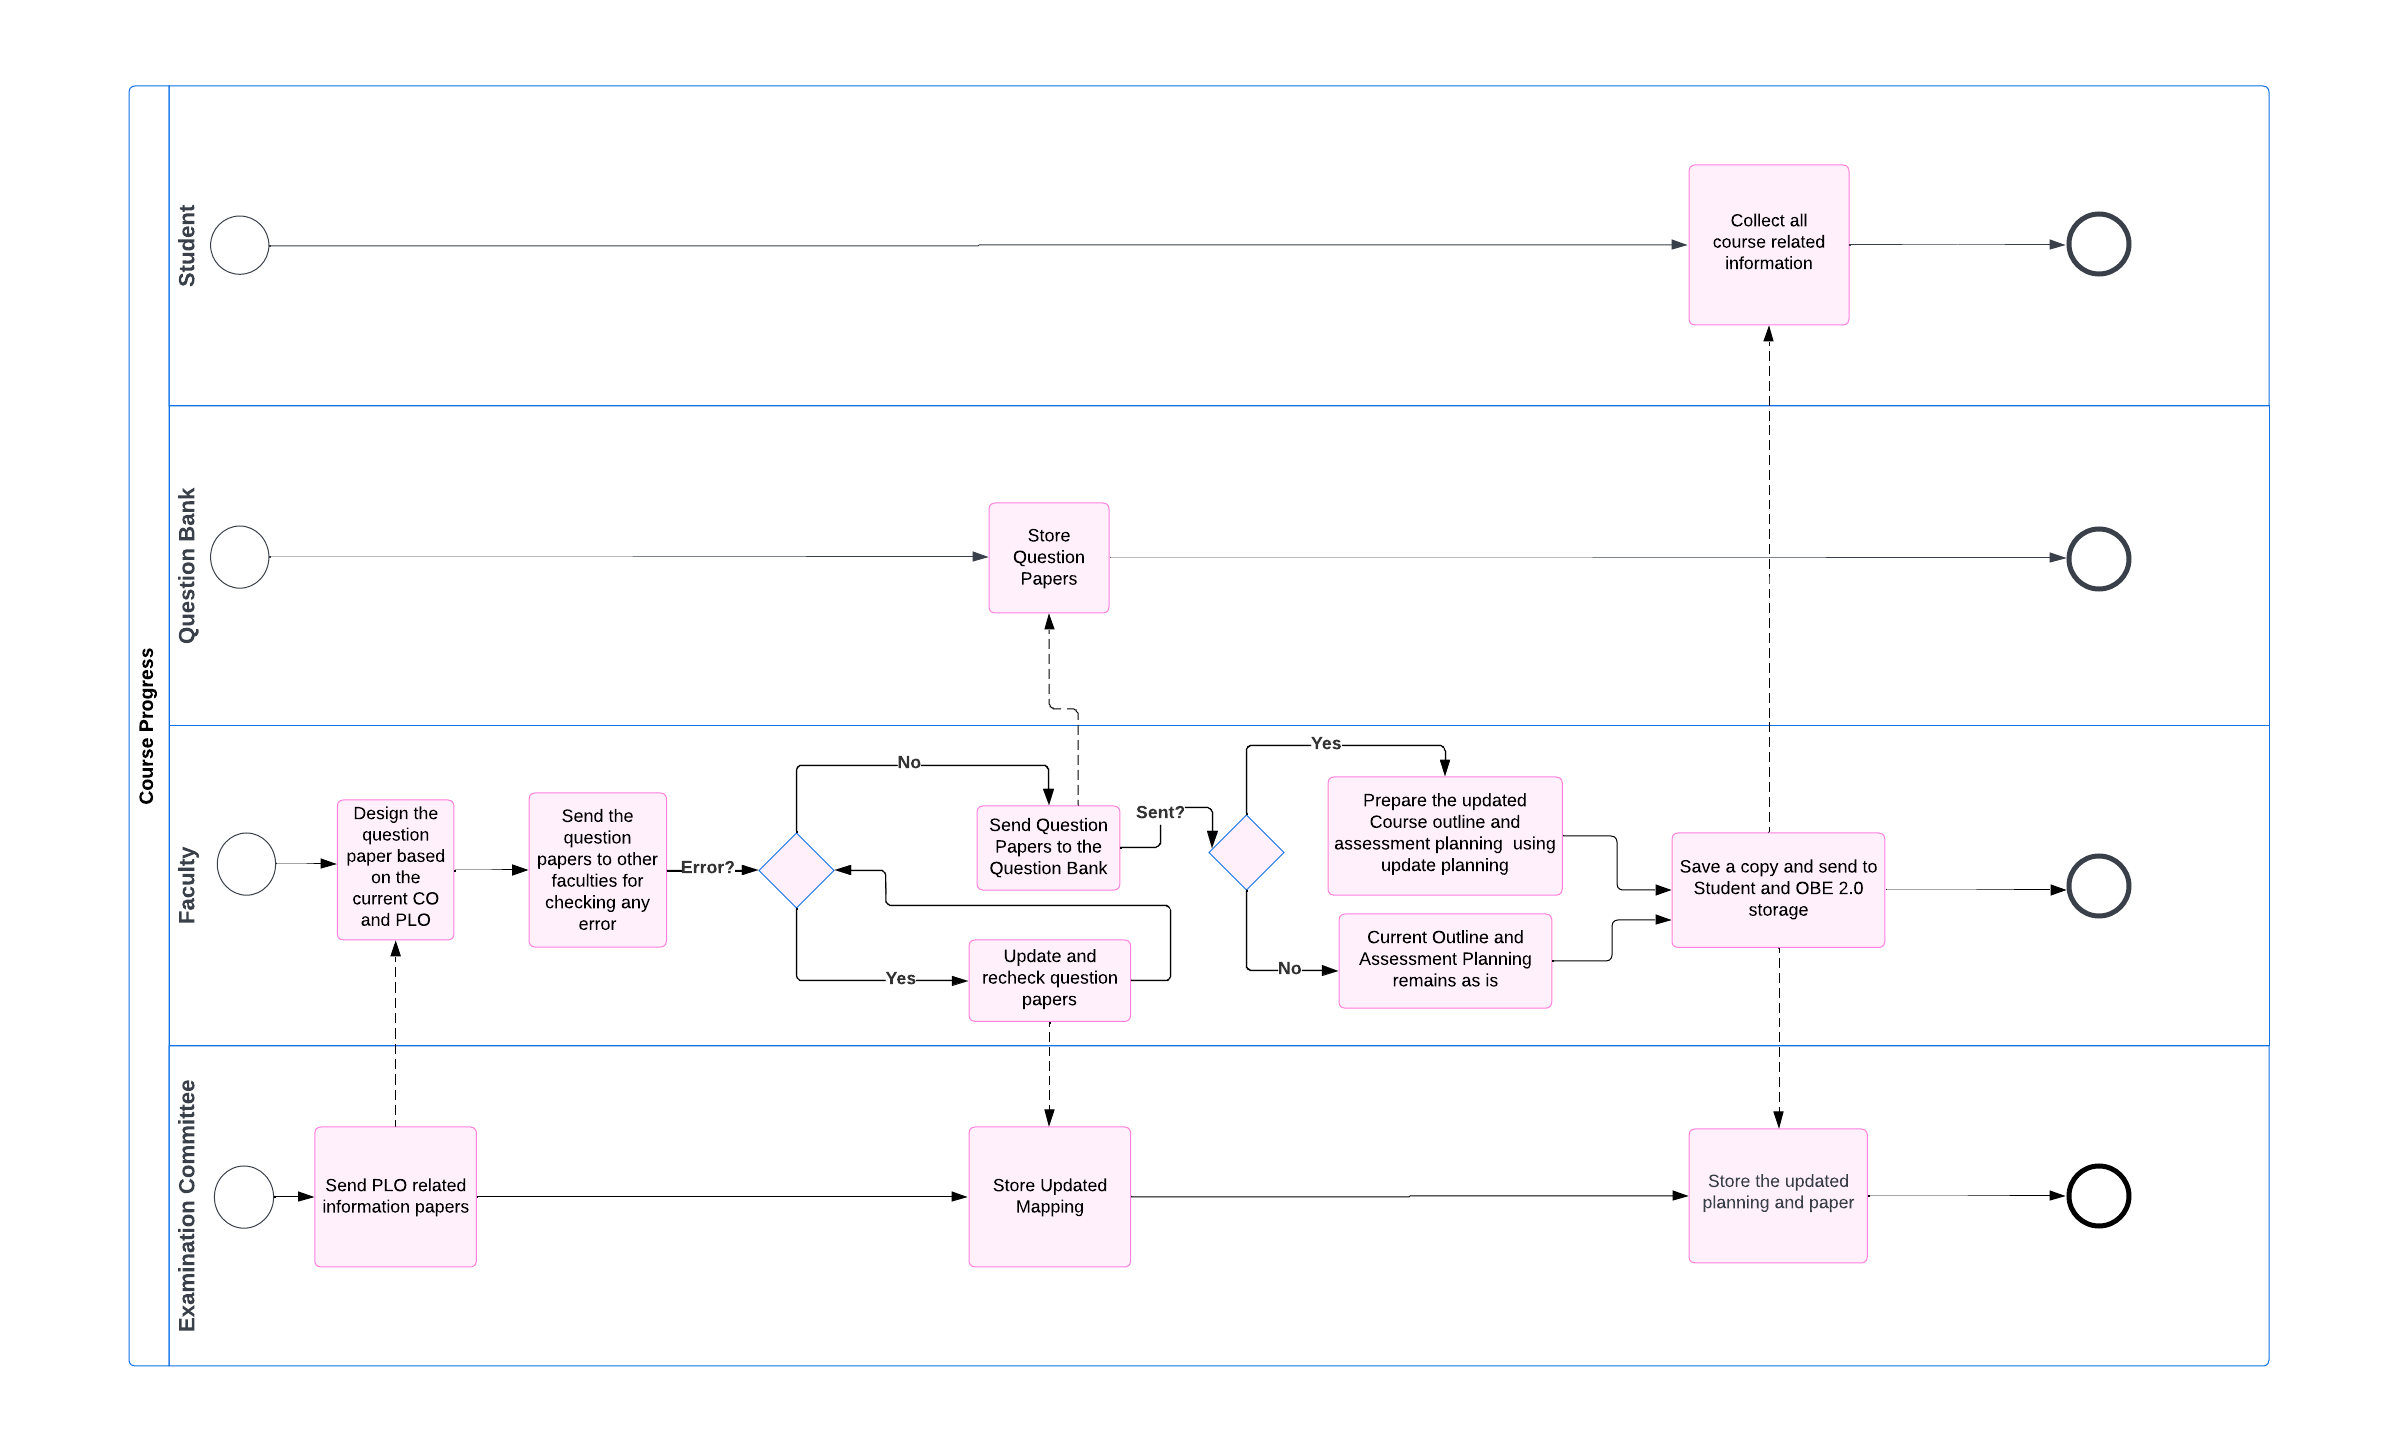 Course Progress
Student
Collect all
course related
information
Question Bank
Store
Question
Papers
Faculty
Design the
question
paper based
on the
current CO
and PLO
Send the
question
papers to other
faculties for
checking any
error
Error?
No
Yes
Send Question
Papers to the
Question Bank
Update and
recheck question
papers
Sent?
Yes
No
Prepare the updated
Course outline and
assessment planning  using
update planning
Current Outline and
Assessment Planning
remains as is
Save a copy and send to
Student and OBE 2.0
storage
Examination Committee
Send PLO related
information papers
Store Updated
Mapping
Store the updated
planning and paper